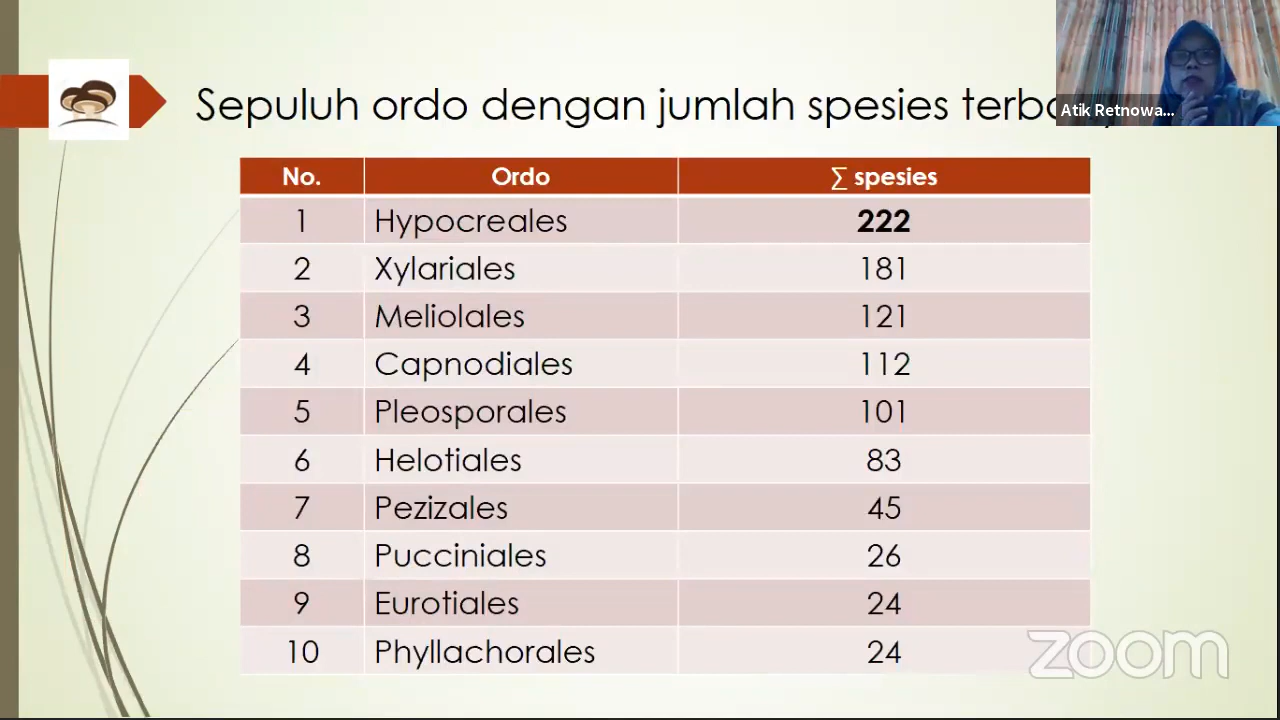 Sepuluh ordo dengan jumlah spesies
Atik Retnowa...
No. Ordo ∑ spesies
1 Hypocreales 222
2 Xylariales 181
3 Meliolales 121
4 Capnodiales 112
5 Pleosporales 101
6 Helotiales 83
7 Pezizales 45
8 Pucciniales 26
9 Eurotiales 24
10 Phyllachorales 24
zoom